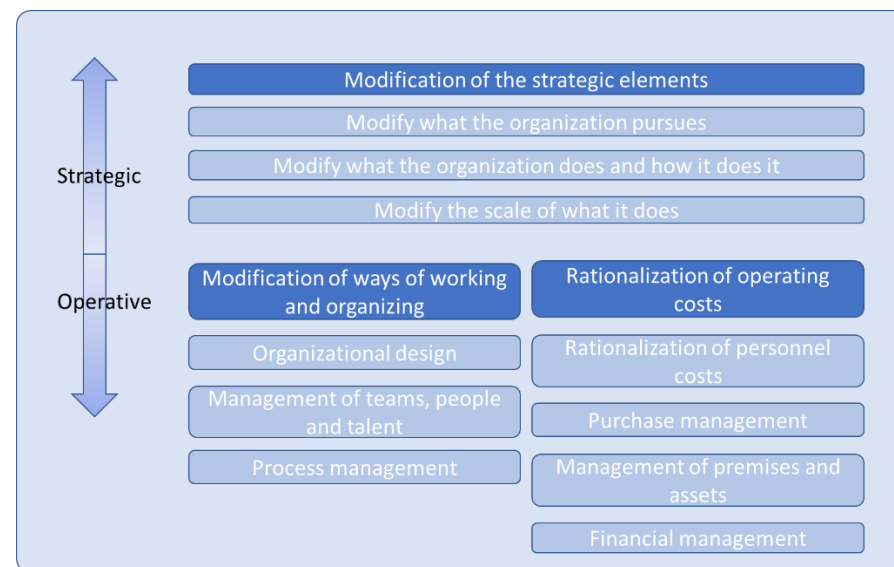 Modification of the strategic elements
Modify what the organization pursues
Modify what the organization does and how it does it
Modify the scale of what it does
Strategic
Operative
Modification of ways of working
and organizing
Organizational design
Management of teams, people
and talent
Process management
Rationalization of operating
costs
Rationalization of personnel
costs
Purchase management
Management of premises and
assets
Financial management